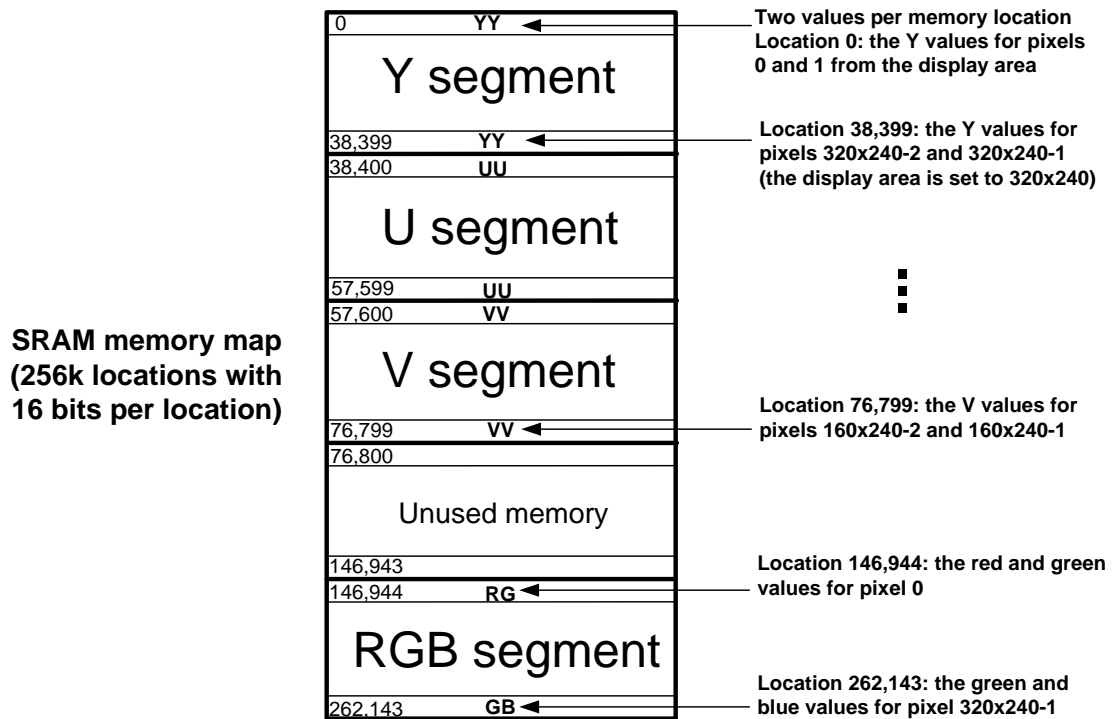 SRAM memory map
(256k locations with
16 bits per location)
0 YY
Y segment
38,399 YY
38,400 UU
U segment
57,599 UU
57,600 VV
V segment
76,799 VV
76,800
Unused memory
146,943
146,944 RG
RGB segment
262,143 GB
Two values per memory location
Location 0: the Y values for pixels
0 and 1 from the display area
Location 38,399: the Y values for
pixels 320x240-2 and 320x240-1
(the display area is set to 320x240)
Location 76,799: the V values for
pixels 160x240-2 and 160x240-1
Location 146,944: the red and green
values for pixel 0
Location 262,143: the green and
blue values for pixel 320x240-1